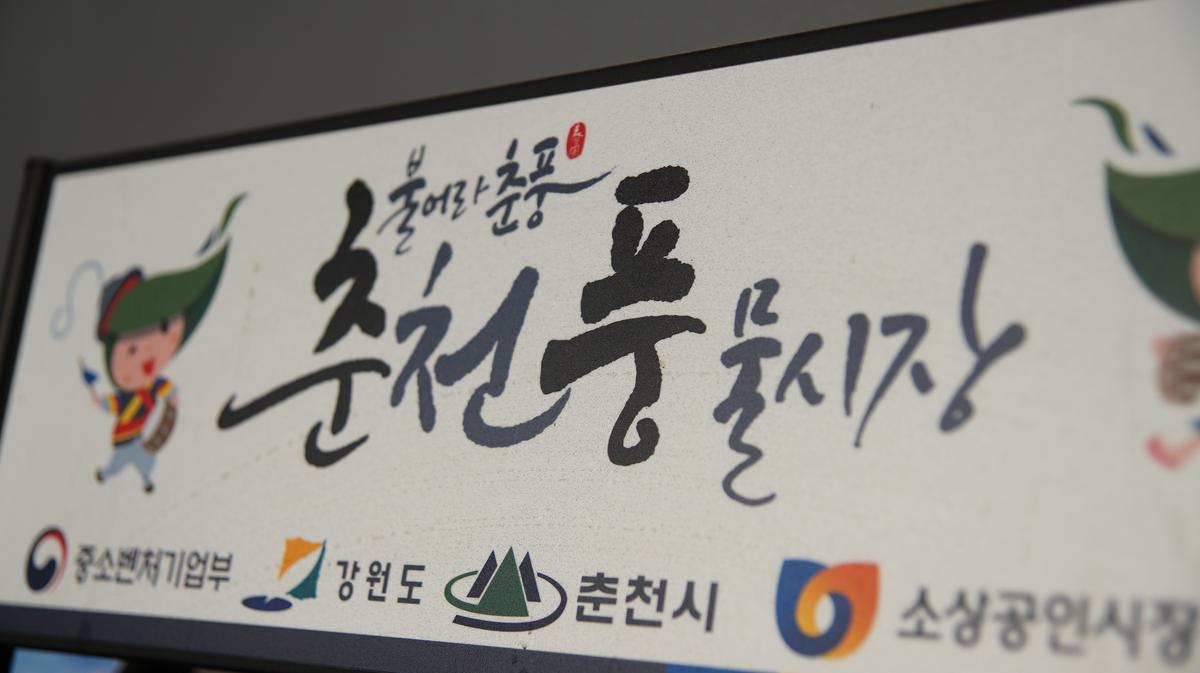 불어라 춘풍
춘천풍물시장
중소벤처기업부 강원도 춘천시 소상공인시장